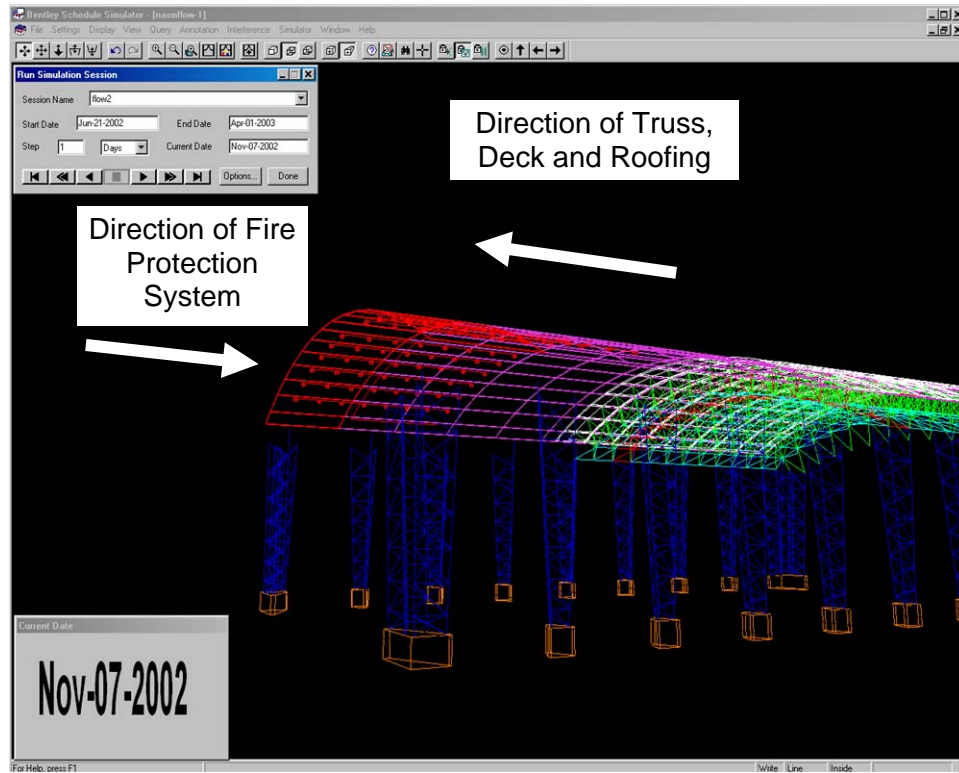 Bentley Schedule Simulator - [nasmflow-1]
File Settings Display View Query Annotation Interference Simulator Window Help
Run Simulation Session
Session Name flow2
Start Date Jun-21-2002 End Date Apr-01-2003
Step 1 Days Current Date Nov-07-2002
Options... Done
Direction of Truss,
Deck and Roofing
Direction of Fire
Protection
System
Current Date
Nov-07-2002
For Help, press F1
Write Line Inside